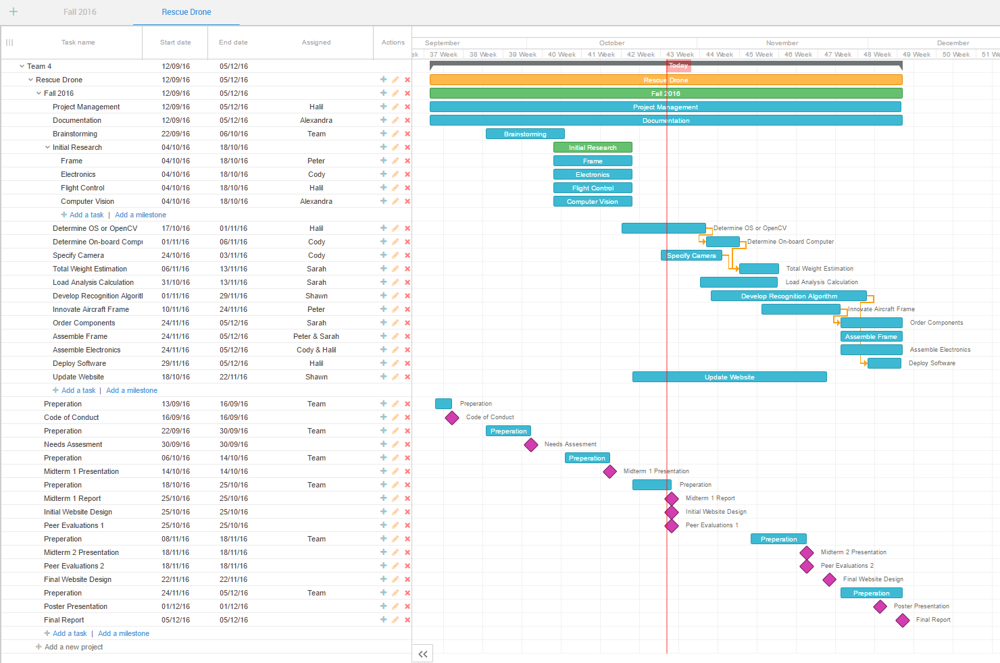 Fall 2016 Rescue Drone
Task name Start date End date Assigned Actions
September October November December
ek 37 Week 38 Week 39 Week 40 Week 41 Week 42 Week 43 Week 44 Week 45 Week 46 Week 47 Week 48 Week 49 Week 50 Week 51 We
Team 4 12/09/16 05/12/16 Today
Rescue Drone 12/09/16 05/12/16 Rescue Drone
Fall 2016 12/09/16 05/12/16 Fall 2016
Project Management 12/09/16 05/12/16 Halil Project Management
Documentation 12/09/16 05/12/16 Alexandra Documentation
Brainstorming 22/09/16 06/10/16 Team Brainstorming
Initial Research 04/10/16 18/10/16 Initial Research
Frame 04/10/16 18/10/16 Peter Frame
Electronics 04/10/16 18/10/16 Cody Electronics
Flight Control 04/10/16 18/10/16 Halil Flight Control
Computer Vision 04/10/16 18/10/16 Alexandra Computer Vision
Add a task | Add a milestone
Determine OS or OpenCV 17/10/16 01/11/16 Halil Determine OS or OpenCV
Determine On-board Compu 01/11/16 06/11/16 Cody Determine On-board Computer
Specify Camera 24/10/16 03/11/16 Cody Specify Camera
Total Weight Estimation 06/11/16 13/11/16 Sarah Total Weight Estimation
Load Analysis Calculation 31/10/16 13/11/16 Sarah Load Analysis Calculation
Develop Recognition Algorit 01/11/16 29/11/16 Shawn Develop Recognition Algorithm
Innovate Aircraft Frame 10/11/16 24/11/16 Peter Innovate Aircraft Frame
Order Components 24/11/16 05/12/16 Sarah Order Components
Assemble Frame 24/11/16 05/12/16 Peter & Sarah Assemble Frame
Assemble Electronics 24/11/16 05/12/16 Cody & Halil Assemble Electronics
Deploy Software 29/11/16 05/12/16 Halil Deploy Software
Update Website 18/10/16 22/11/16 Shawn Update Website
Add a task | Add a milestone
Preperation 13/09/16 16/09/16 Team Preperation
Code of Conduct 16/09/16 16/09/16 Code of Conduct
Preperation 22/09/16 30/09/16 Team Preperation
Needs Assesment 30/09/16 30/09/16 Needs Assesment
Preperation 06/10/16 14/10/16 Team Preperation
Midterm 1 Presentation 14/10/16 14/10/16 Midterm 1 Presentation
Preperation 18/10/16 25/10/16 Team Preperation
Midterm 1 Report 25/10/16 25/10/16 Midterm 1 Report
Initial Website Design 25/10/16 25/10/16 Initial Website Design
Peer Evaluations 1 25/10/16 25/10/16 Peer Evaluations 1
Preperation 08/11/16 18/11/16 Team Preperation
Midterm 2 Presentation 18/11/16 18/11/16 Midterm 2 Presentation
Peer Evaluations 2 18/11/16 18/11/16 Peer Evaluations 2
Final Website Design 22/11/16 22/11/16 Final Website Design
Preperation 24/11/16 05/12/16 Team Preperation
Poster Presentation 01/12/16 01/12/16 Poster Presentation
Final Report 05/12/16 05/12/16 Final Report
Add a task | Add a milestone
Add a new project